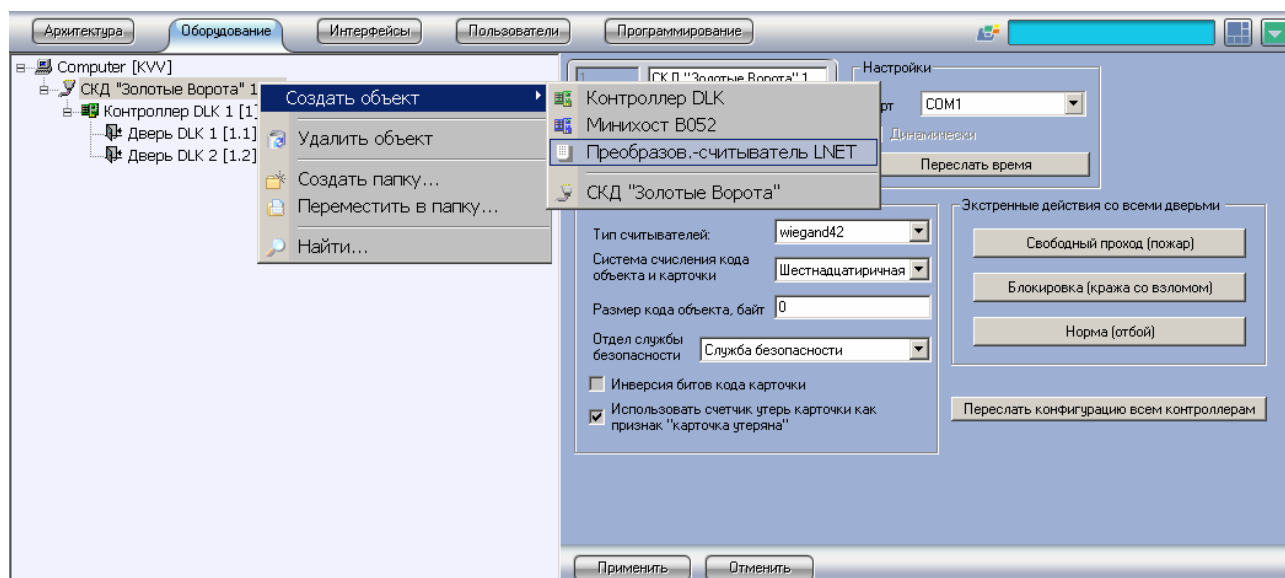 Архитектура Оборудование Интерфейсы Пользователи Программирование
Computer [KVV]
СКД "Золотые Ворота" 1
Контроллер DLK 1 [1]
Дверь DLK 1 [1.1]
Дверь DLK 2 [1.2]
Создать объект
Удалить объект
Создать папку...
Переместить в папку...
Найти...
Контроллер DLK
Минихост B052
Преобразов.-считыватель LNET
СКД "Золотые Ворота"
1 СКД "Золотые Ворота" 1
Настройки
COM1
Динамически
Переслать время
Тип считывателей: wiegand42
Система счисления кода
объекта и карточки Шестнадцатиричная
Размер кода объекта, байт 0
Отдел службы
безопасности Служба безопасности
Инверсия битов кода карточки
Использовать счетчик утерь карточки как
признак "карточка утеряна"
Экстренные действия со всеми дверьми
Свободный проход (пожар)
Блокировка (кража со взломом)
Норма (отбой)
Переслать конфигурацию всем контроллерам
Применить Отменить